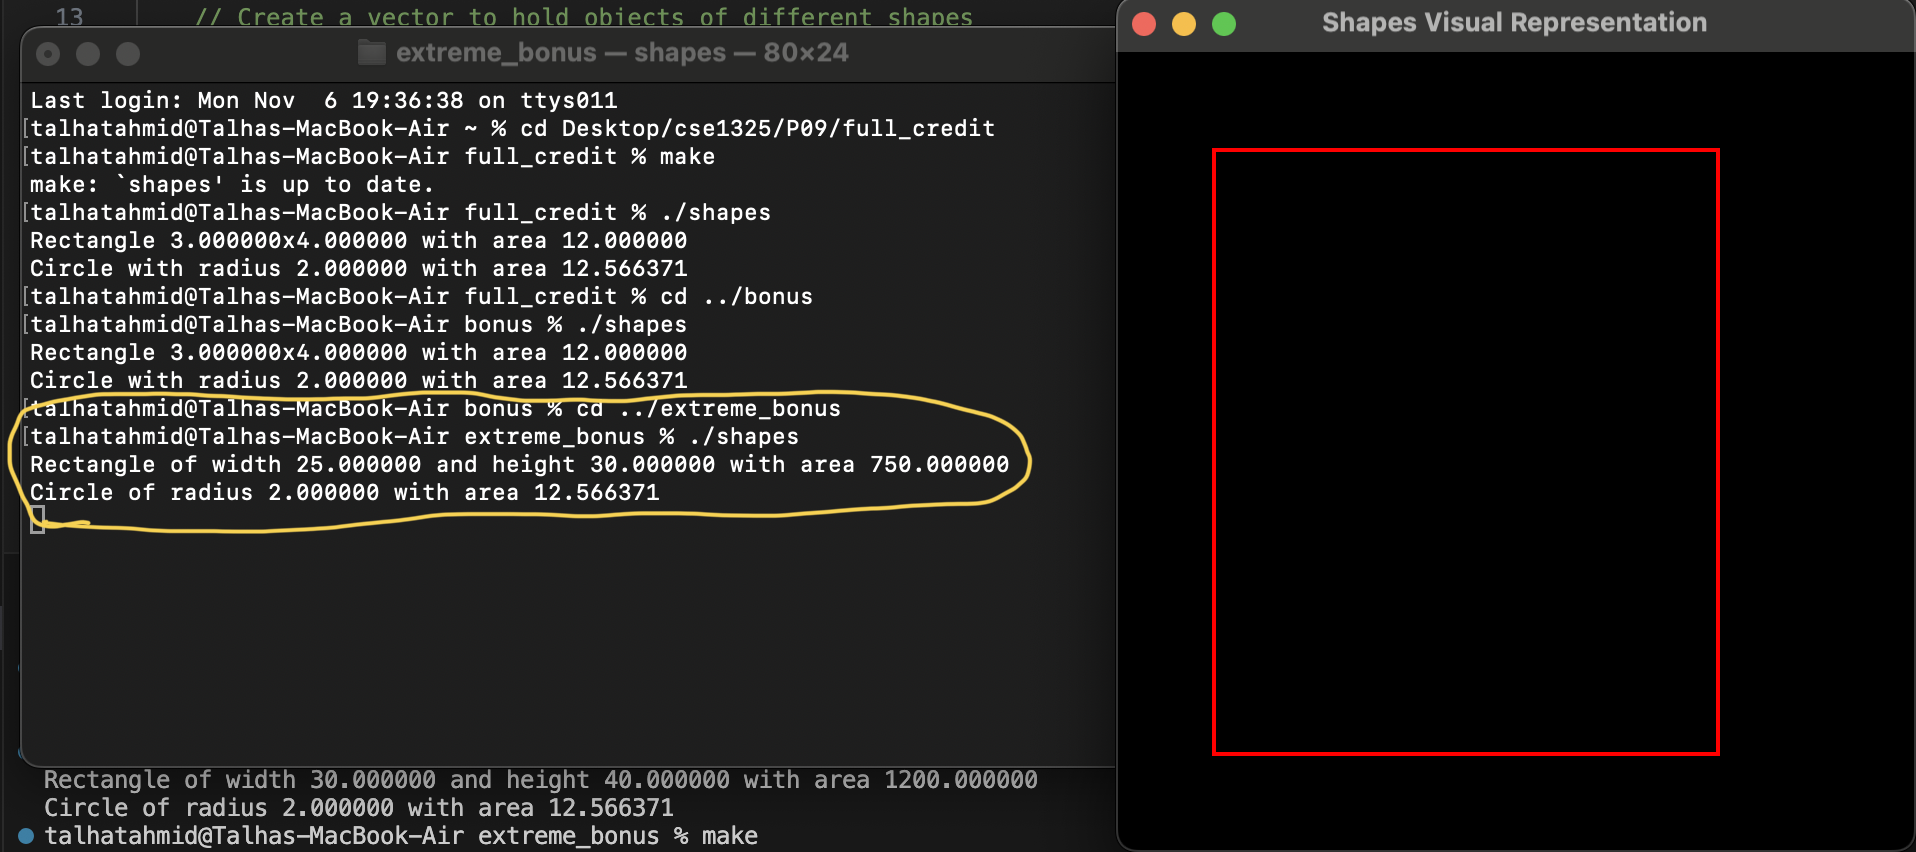 13 // Create a vector to hold objects of different shapes
extreme_bonus — shapes — 80×24
Last login: Mon Nov  6 19:36:38 on ttys011
[talhatahmid@Talhas-MacBook-Air ~ % cd Desktop/cse1325/P09/full_credit
[talhatahmid@Talhas-MacBook-Air full_credit % make
make: `shapes' is up to date.
[talhatahmid@Talhas-MacBook-Air full_credit % ./shapes
Rectangle 3.000000x4.000000 with area 12.000000
Circle with radius 2.000000 with area 12.566371
[talhatahmid@Talhas-MacBook-Air full_credit % cd ../bonus
[talhatahmid@Talhas-MacBook-Air bonus % ./shapes
Rectangle 3.000000x4.000000 with area 12.000000
Circle with radius 2.000000 with area 12.566371
[talhatahmid@Talhas-MacBook-Air bonus % cd ../extreme_bonus
[talhatahmid@Talhas-MacBook-Air extreme_bonus % ./shapes
Rectangle of width 25.000000 and height 30.000000 with area 750.000000
Circle of radius 2.000000 with area 12.566371
Rectangle of width 30.000000 and height 40.000000 with area 1200.000000
Circle of radius 2.000000 with area 12.566371
talhatahmid@Talhas-MacBook-Air extreme_bonus % make
Shapes Visual Representation